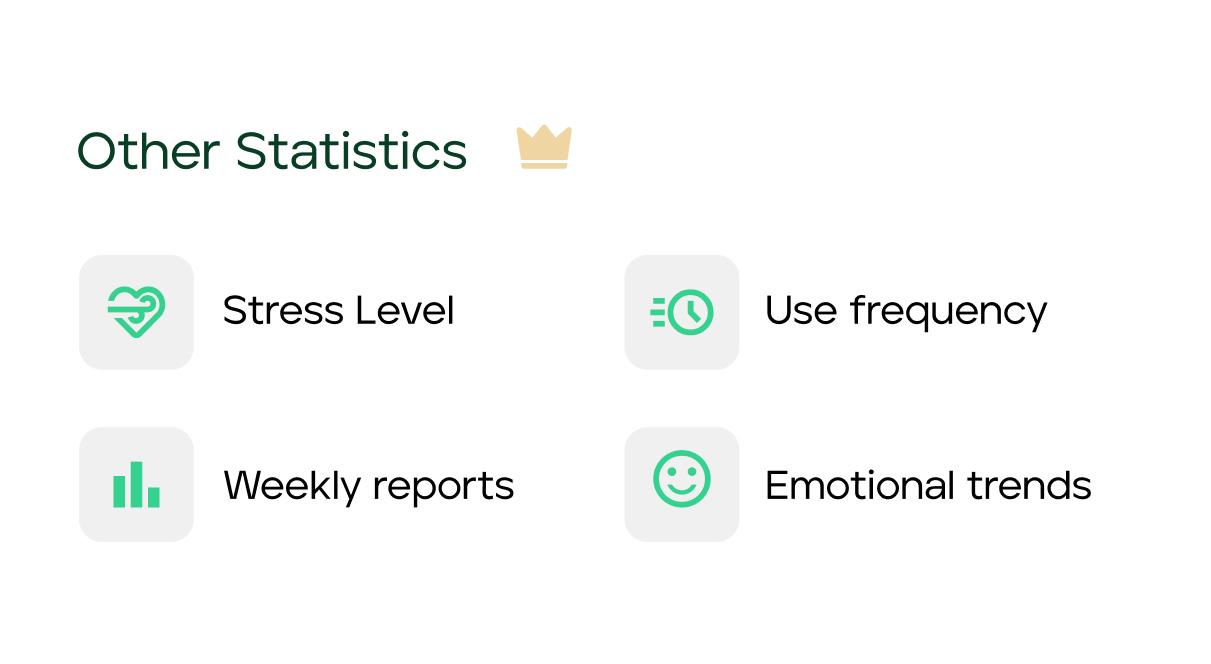 Other Statistics
Stress Level
Use frequency
Weekly reports
Emotional trends